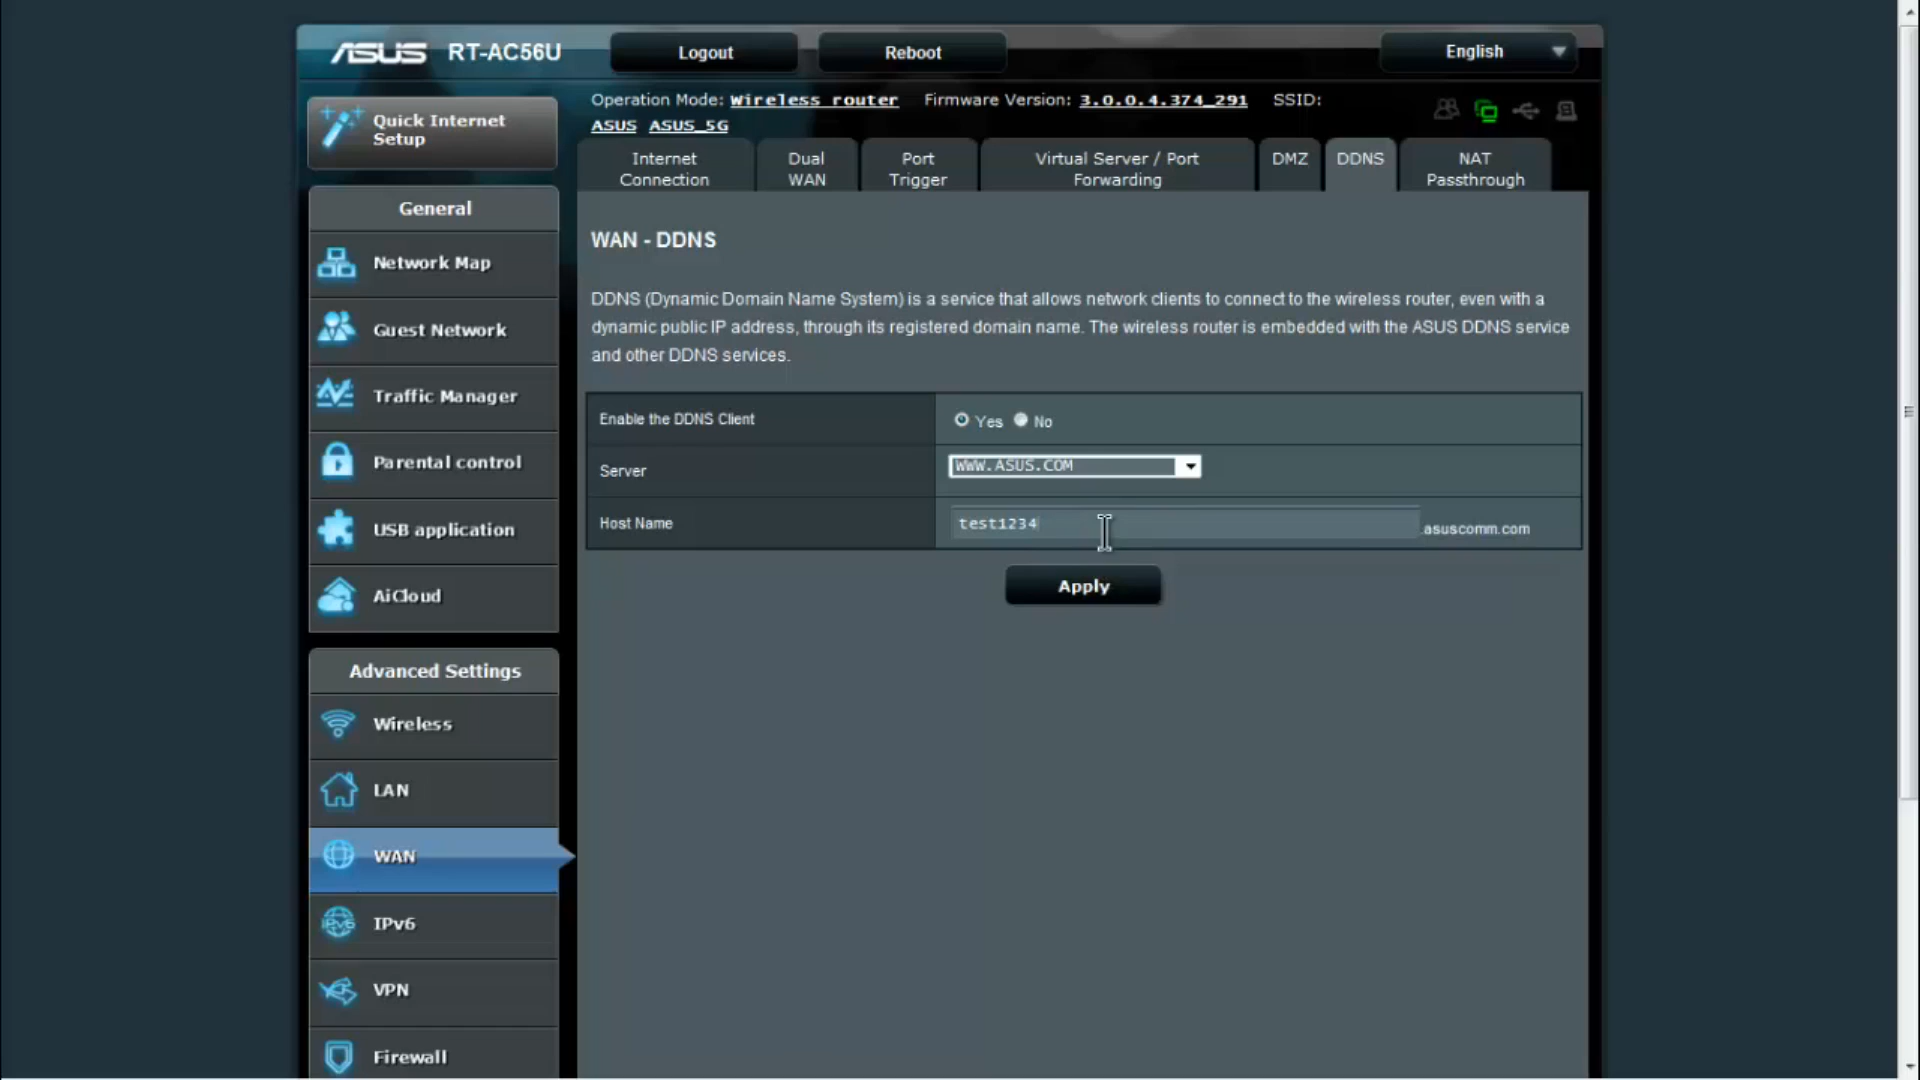 ASUS RT-AC56U
Logout
Reboot
English
Operation Mode: Wireless router Firmware Version: 3.0.0.4.374_291 SSID:
ASUS ASUS_5G
Quick Internet
Setup
Internet
Connection
Dual
WAN
Port
Trigger
Virtual Server / Port
Forwarding
DMZ
DDNS
NAT
Passthrough
General
Network Map
Guest Network
Traffic Manager
Parental control
USB application
AiCloud
Advanced Settings
Wireless
LAN
WAN
IPv6
VPN
Firewall
WAN - DDNS
DDNS (Dynamic Domain Name System) is a service that allows network clients to connect to the wireless router, even with a
dynamic public IP address, through its registered domain name. The wireless router is embedded with the ASUS DDNS service
and other DDNS services.
Enable the DDNS Client
Yes No
Server
WWW.ASUS.COM
Host Name
test1234 .asuscomm.com
Apply